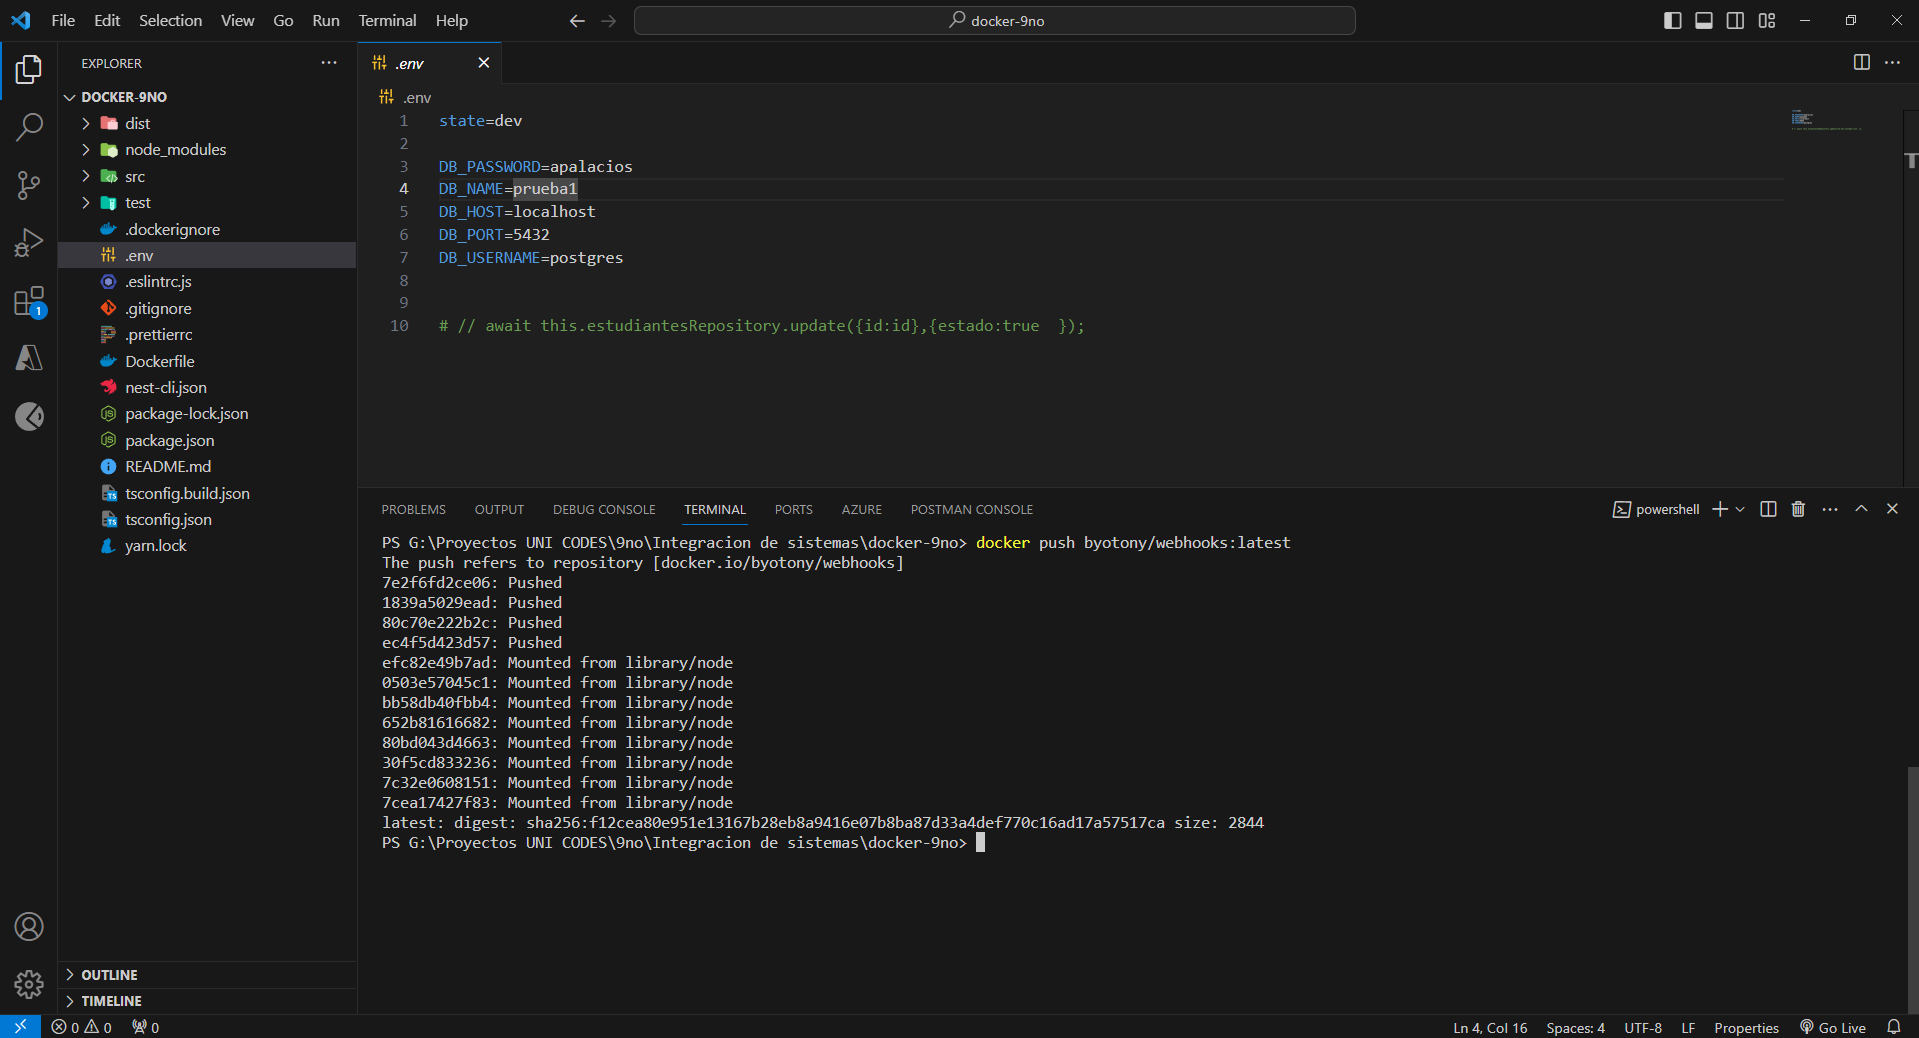 File Edit Selection View Go Run Terminal Help
docker-9no
EXPLORER
DOCKER-9NO
dist
node_modules
src
test
.dockerignore
.env
.eslintrc.js
.gitignore
.prettierrc
Dockerfile
nest-cli.json
package-lock.json
package.json
README.md
tsconfig.build.json
tsconfig.json
yarn.lock
OUTLINE
TIMELINE
1
.env
.env
1 state=dev
2
3 DB_PASSWORD=apalacios
4 DB_NAME=prueba1
5 DB_HOST=localhost
6 DB_PORT=5432
7 DB_USERNAME=postgres
8
9
10 # // await this.estudiantesRepository.update({id:id},{estado:true  });
PROBLEMS OUTPUT DEBUG CONSOLE TERMINAL PORTS AZURE POSTMAN CONSOLE
powershell
PS G:\Proyectos UNI CODES\9no\Integracion de sistemas\docker-9no> docker push byotony/webhooks:latest
The push refers to repository [docker.io/byotony/webhooks]
7e2f6fd2ce06: Pushed
1839a5029ead: Pushed
80c70e222b2c: Pushed
ec4f5d423d57: Pushed
efc82e49b7ad: Mounted from library/node
0503e57045c1: Mounted from library/node
bb58db40fbb4: Mounted from library/node
652b81616682: Mounted from library/node
80bd043d4663: Mounted from library/node
30f5cd833236: Mounted from library/node
7c32e0608151: Mounted from library/node
7cea17427f83: Mounted from library/node
latest: digest: sha256:f12cea80e951e13167b28eb8a9416e07b8ba87d33a4def770c16ad17a57517ca size: 2844
PS G:\Proyectos UNI CODES\9no\Integracion de sistemas\docker-9no>
0 0 0
Ln 4, Col 16 Spaces: 4 UTF-8 LF Properties Go Live